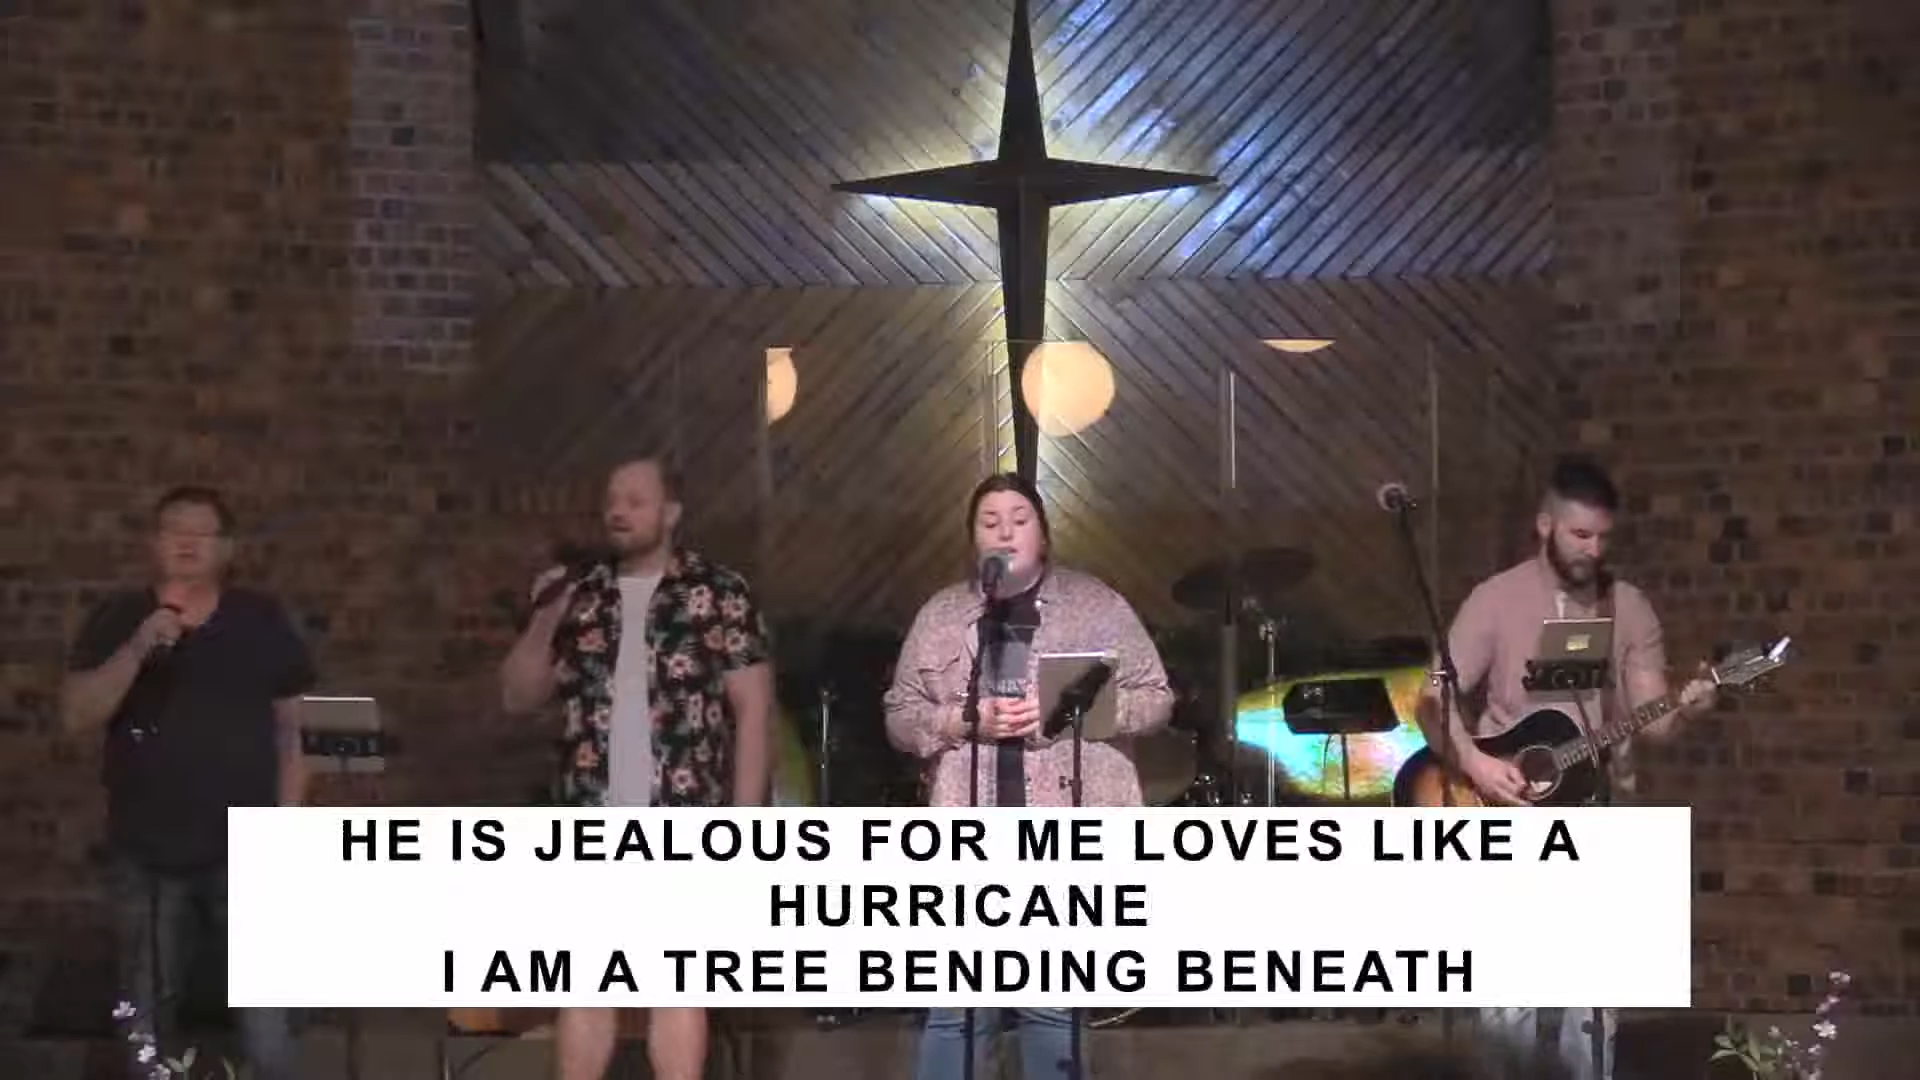 HE IS JEALOUS FOR ME LOVES LIKE A
HURRICANE
I AM A TREE BENDING BENEATH